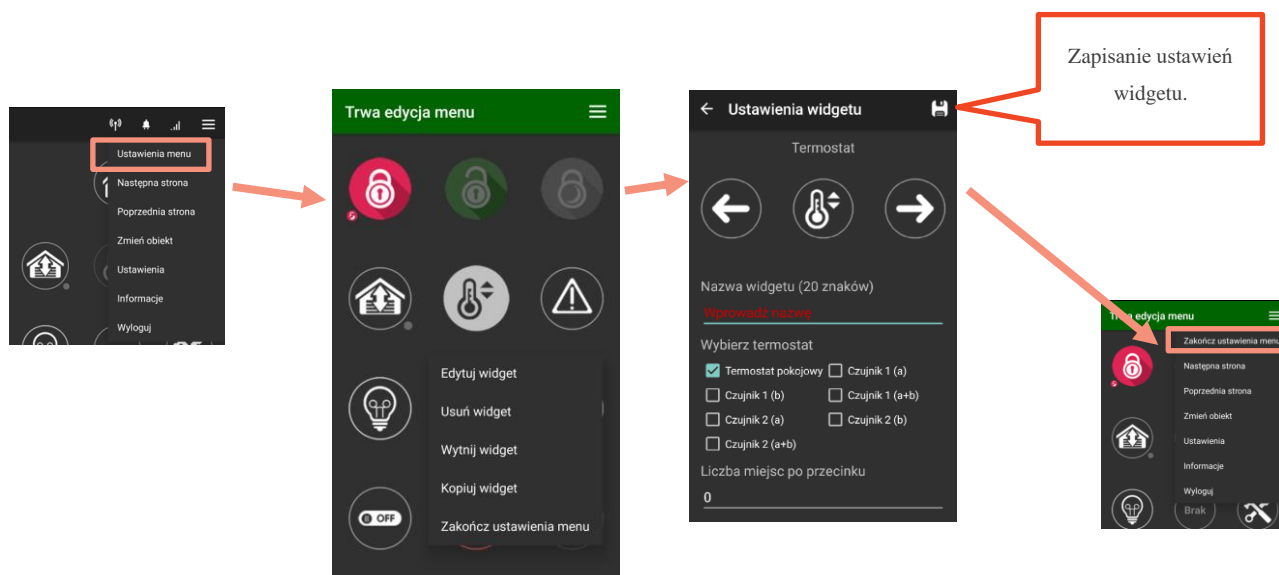 Zapisanie ustawień
widgetu.
Ustawienia menu
Następna strona
Poprzednia strona
Zmień obiekt
Ustawienia
Informacje
Wyloguj
Trwa edycja menu
Edytuj widget
Usuń widget
Wytnij widget
Kopiuj widget
Zakończ ustawienia menu
OFF
Ustawienia widgetu
Termostat
Nazwa widgetu (20 znaków)
Wprowadź nazwę
Wybierz termostat
Termostat pokojowy Czujnik 1 (a)
Czujnik 1 (b) Czujnik 1 (a+b)
Czujnik 2 (a) Czujnik 2 (b)
Czujnik 2 (a+b)
Liczba miejsc po przecinku
0
Trwa edycja menu
Zakończ ustawienia menu
Następna strona
Poprzednia strona
Zmień obiekt
Ustawienia
Informacje
Wyloguj
Brak